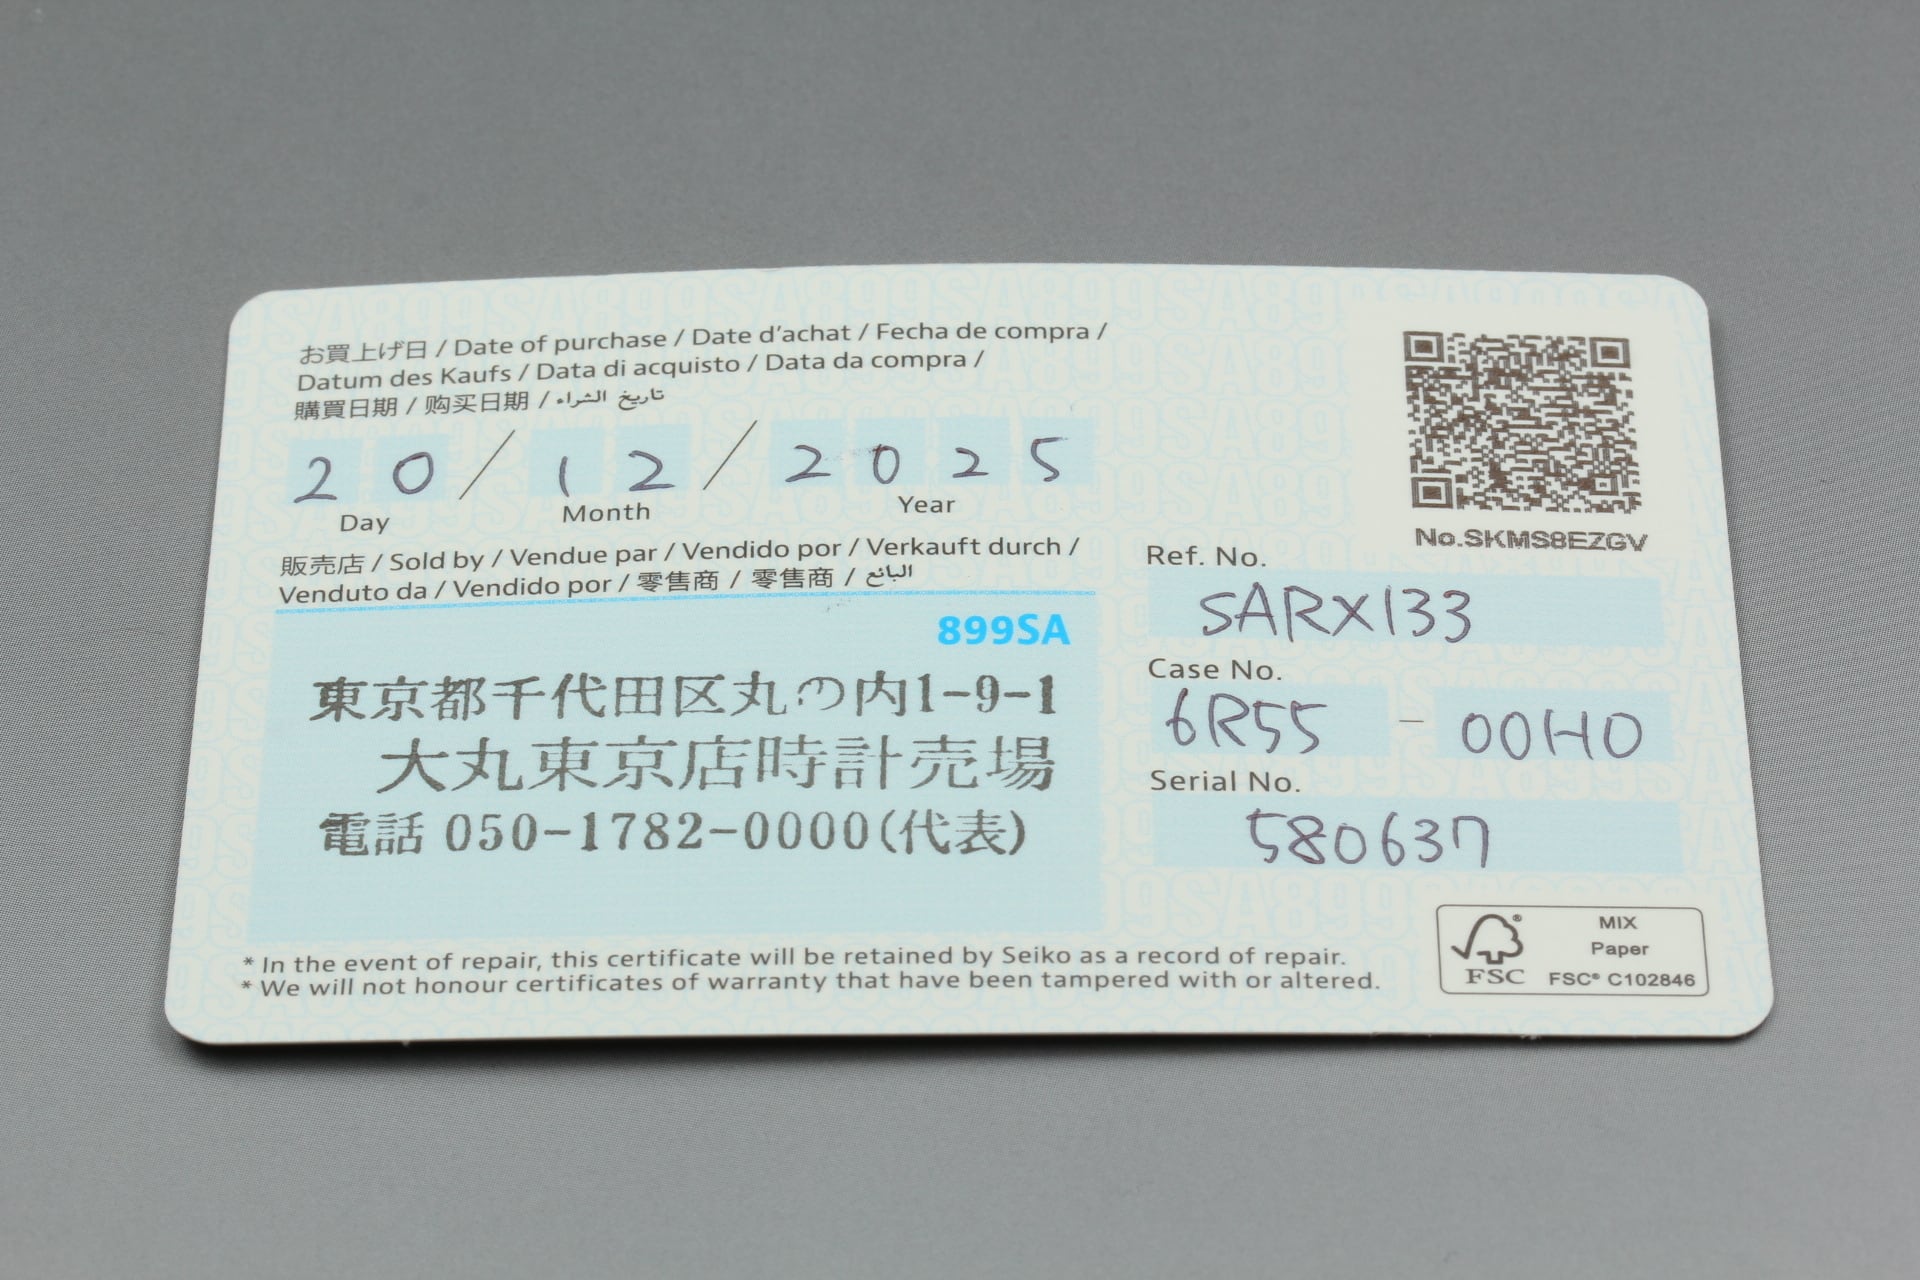 お買上げ日 / Date of purchase / Date d'achat / Fecha de compra /
Datum des Kaufs / Data di acquisto / Data da compra /
購買日期 / 购买日期 / تاريخ الشراء
20 / 12 / 2025
Day Month Year
販売店 / Sold by / Vendue par / Vendido por / Verkauft durch /
Venduto da / Vendido por / 零售商 / 零售商 / البائع
899SA
東京都千代田区丸の内1-9-1
大丸東京店時計売場
電話 050-1782-0000(代表)
No.SKMS8EZGV
Ref. No.
SARX133
Case No.
6R55 - 00H0
Serial No.
580637
* In the event of repair, this certificate will be retained by Seiko as a record of repair.
* We will not honour certificates of warranty that have been tampered with or altered.
FSC®
MIX
Paper
FSC® C102846